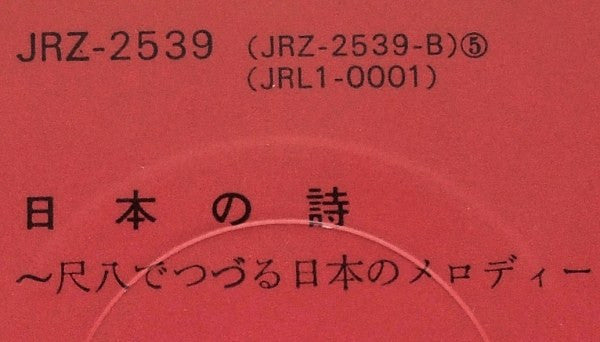 JRZ-2539 (JRZ-2539-B)⑤
(JRL1-0001)
日本の詩
～尺八でつづる日本のメロディー